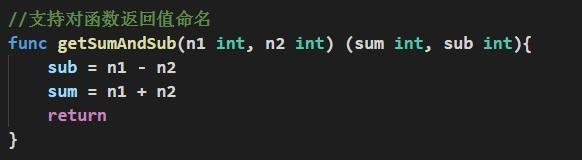 //支持对函数返回值命名
func getSumAndSub(n1 int, n2 int) (sum int, sub int){
    sub = n1 - n2
    sum = n1 + n2
    return
}